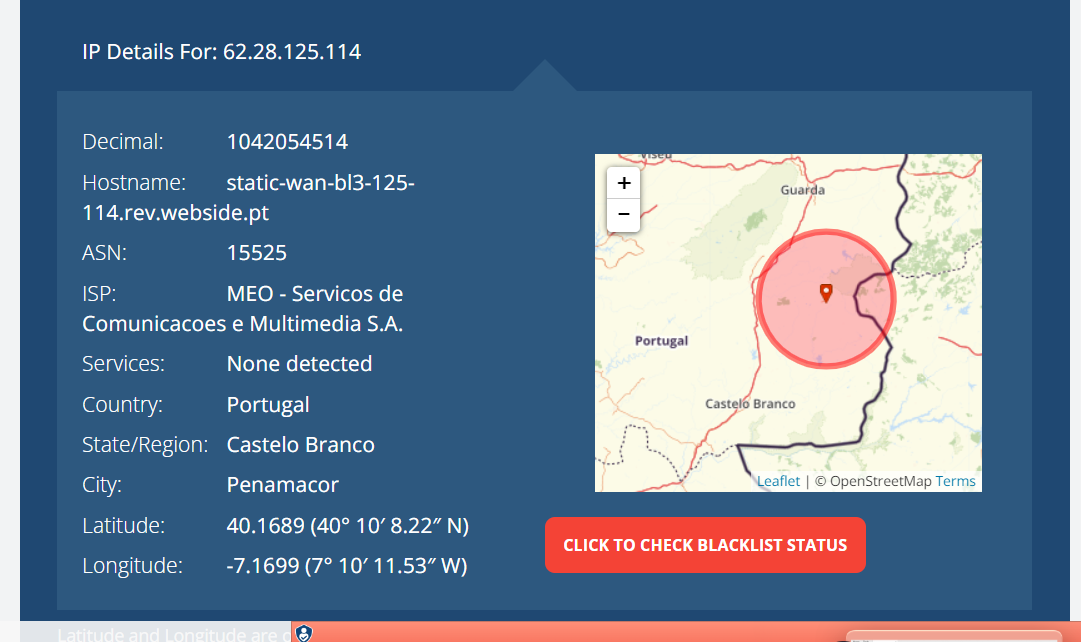 IP Details For: 62.28.125.114
Decimal: 1042054514
Hostname: static-wan-bl3-125-
114.rev.webside.pt
ASN: 15525
ISP: MEO - Servicos de
Comunicacoes e Multimedia S.A.
Services: None detected
Country: Portugal
State/Region: Castelo Branco
City: Penamacor
Latitude: 40.1689 (40° 10′ 8.22″ N)
Longitude: -7.1699 (7° 10′ 11.53″ W)
Viseu
+
−
Guarda
Portugal
Castelo Branco
Leaflet | © OpenStreetMap Terms
CLICK TO CHECK BLACKLIST STATUS
Latitude and Longitude are